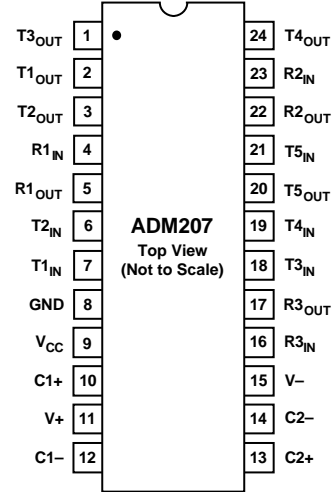 T3OUT 1 24 T4OUT
T1OUT 2 23 R2IN
T2OUT 3 22 R2OUT
R1IN 4 21 T5IN
R1OUT 5 20 T5OUT
T2IN 6 ADM207 19 T4IN
Top View
T1IN 7 (Not to Scale) 18 T3IN
GND 8 17 R3OUT
VCC 9 16 R3IN
C1+ 10 15 V–
V+ 11 14 C2–
C1– 12 13 C2+